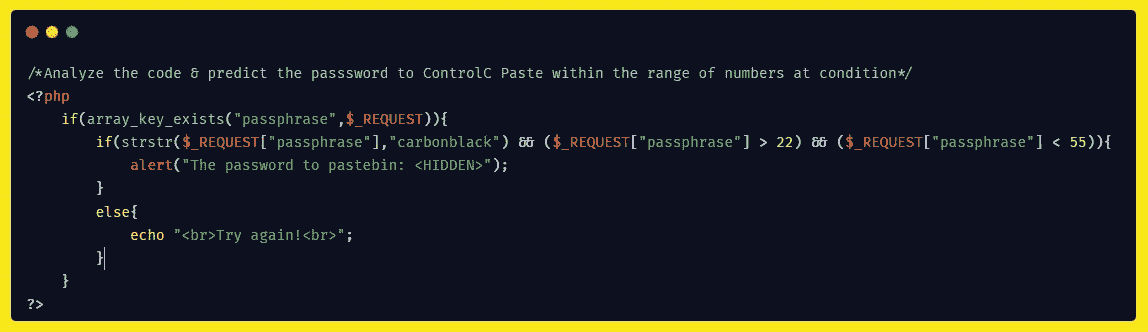 /*Analyze the code & predict the passsword to ControlC Paste within the range of numbers at condition*/
<?php
    if(array_key_exists("passphrase",$_REQUEST)){
        if(strstr($_REQUEST["passphrase"],"carbonblack") && ($_REQUEST["passphrase"] > 22) && ($_REQUEST["passphrase"] < 55)){
            alert("The password to pastebin: <HIDDEN>");
        }
        else{
            echo "<br>Try again!<br>";
        }
    }
?>